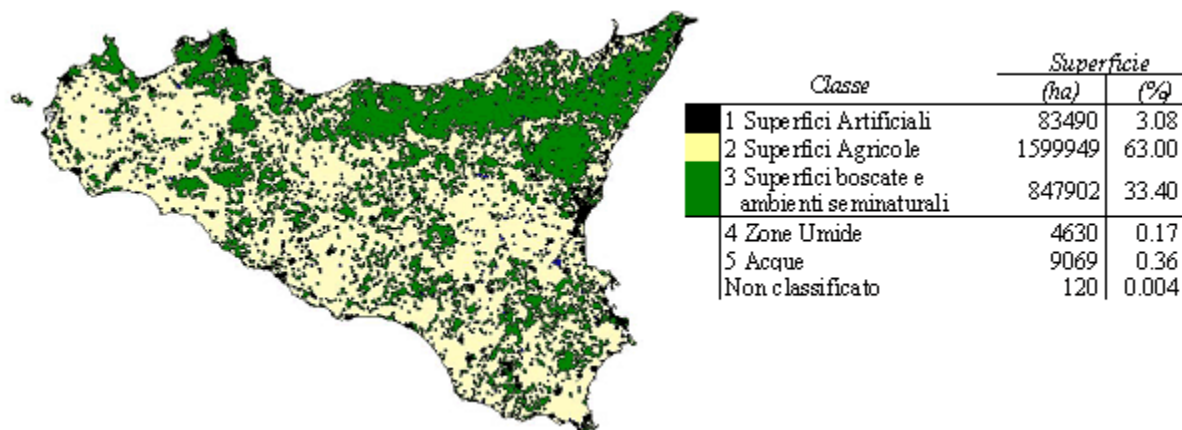 Superficie
Classe (ha) (%)
1 Superfici Artificiali 83490 3.08
2 Superfici Agricole 1599949 63.00
3 Superfici boscate e
ambienti seminaturali 847902 33.40
4 Zone Umide 4630 0.17
5 Acque 9069 0.36
Non classificato 120 0.004